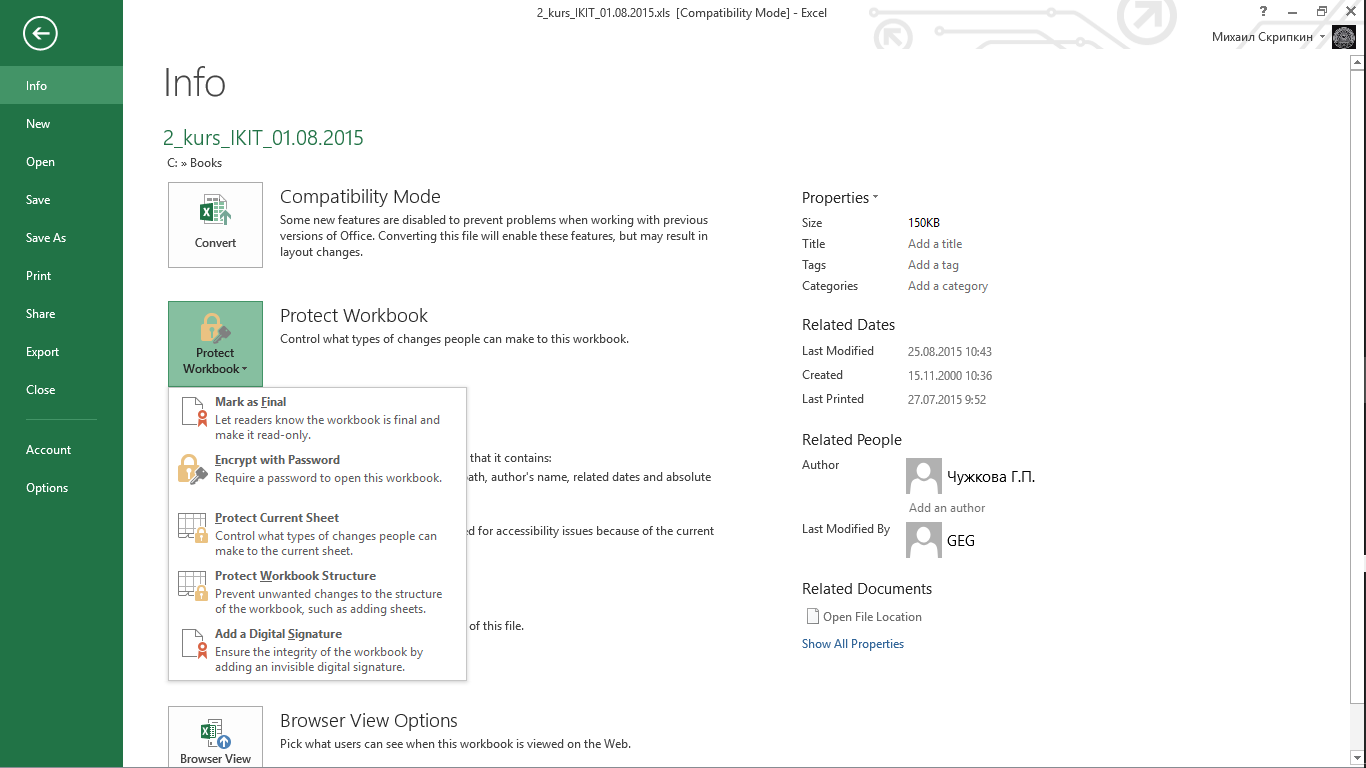 2_kurs_IKIT_01.08.2015.xls [Compatibility Mode] - Excel
?
Михаил Скрипкин
Info
New
Open
Save
Save As
Print
Share
Export
Close
Account
Options
Info
2_kurs_IKIT_01.08.2015
C: » Books
Convert
Compatibility Mode
Some new features are disabled to prevent problems when working with previous
versions of Office. Converting this file will enable these features, but may result in
layout changes.
Protect
Workbook
Protect Workbook
Control what types of changes people can make to this workbook.
Mark as Final
Let readers know the workbook is final and
make it read-only.
Encrypt with Password
Require a password to open this workbook.
Protect Current Sheet
Control what types of changes people can
make to the current sheet.
Protect Workbook Structure
Prevent unwanted changes to the structure
of the workbook, such as adding sheets.
Add a Digital Signature
Ensure the integrity of the workbook by
adding an invisible digital signature.
that it contains:
path, author's name, related dates and absolute
ed for accessibility issues because of the current
of this file.
Browser View
Browser View Options
Pick what users can see when this workbook is viewed on the Web.
Properties
Size 150KB
Title Add a title
Tags Add a tag
Categories Add a category
Related Dates
Last Modified 25.08.2015 10:43
Created 15.11.2000 10:36
Last Printed 27.07.2015 9:52
Related People
Author Чужкова Г.П.
Add an author
Last Modified By GEG
Related Documents
Open File Location
Show All Properties